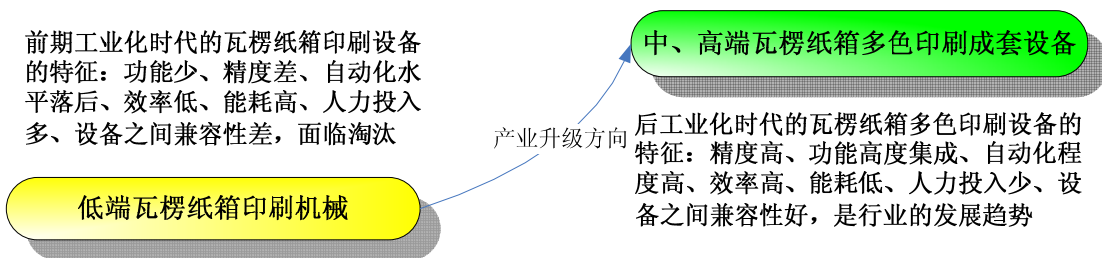 前期工业化时代的瓦楞纸箱印刷设备
的特征：功能少、精度差、自动化水
平落后、效率低、能耗高、人力投入
多、设备之间兼容性差，面临淘汰
低端瓦楞纸箱印刷机械
产业升级方向
中、高端瓦楞纸箱多色印刷成套设备
后工业化时代的瓦楞纸箱多色印刷设备的
特征：精度高、功能高度集成、自动化程
度高、效率高、能耗低、人力投入少、设
备之间兼容性好，是行业的发展趋势